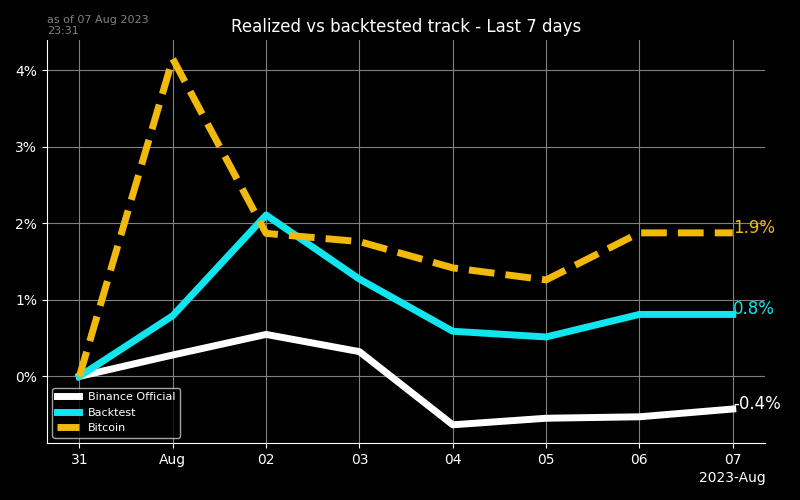 as of 07 Aug 2023
23:31
Realized vs backtested track - Last 7 days
4%
3%
2%
1%
0%
1.9%
0.8%
-0.4%
Binance Official
Backtest
Bitcoin
31 Aug 02 03 04 05 06 07
2023-Aug